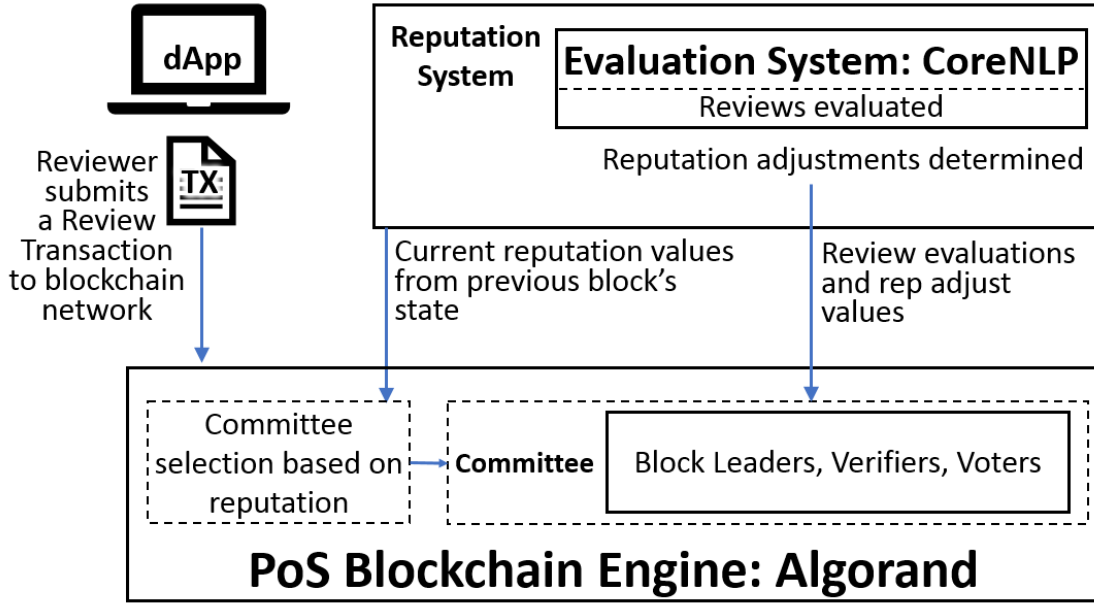 dApp
TX
Reviewer
submits
a Review
Transaction
to blockchain
network
Reputation
System
Evaluation System: CoreNLP
Reviews evaluated
Reputation adjustments determined
Current reputation values
from previous block's
state
Review evaluations
and rep adjust
values
Committee
selection based on
reputation
Committee
Block Leaders, Verifiers, Voters
PoS Blockchain Engine: Algorand